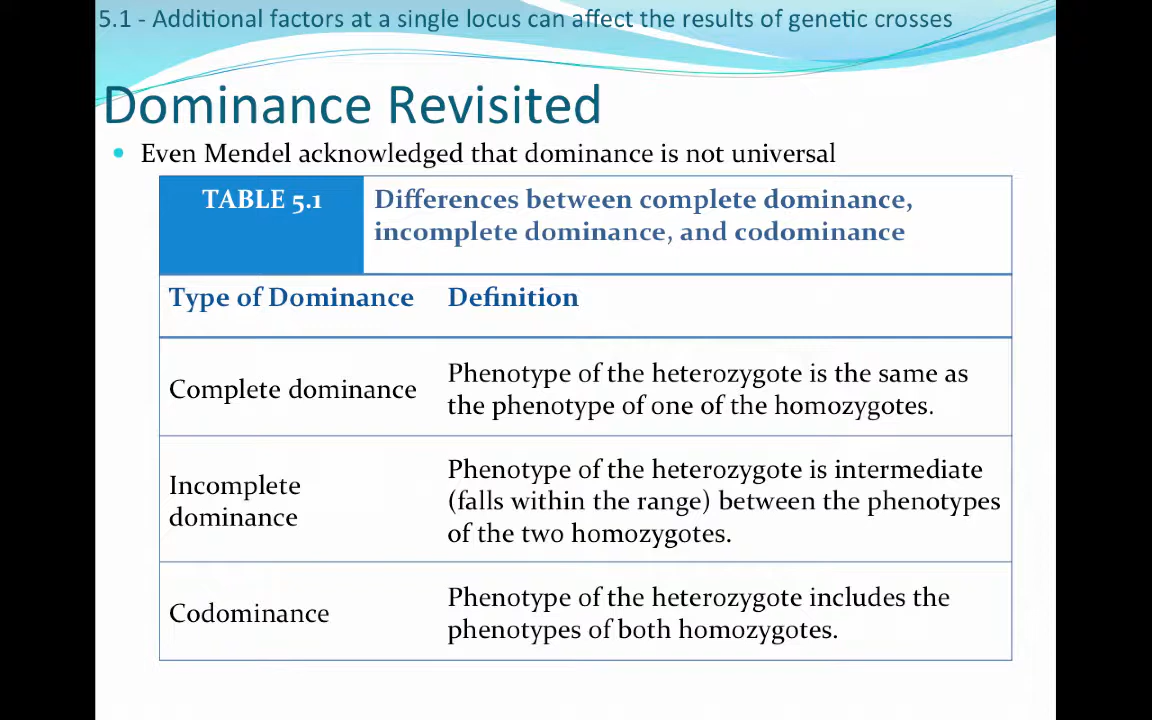 5.1 - Additional factors at a single locus can affect the results of genetic crosses
Dominance Revisited
• Even Mendel acknowledged that dominance is not universal
TABLE 5.1
Differences between complete dominance,
incomplete dominance, and codominance
Type of Dominance
Definition
Complete dominance
Phenotype of the heterozygote is the same as
the phenotype of one of the homozygotes.
Incomplete
dominance
Phenotype of the heterozygote is intermediate
(falls within the range) between the phenotypes
of the two homozygotes.
Codominance
Phenotype of the heterozygote includes the
phenotypes of both homozygotes.